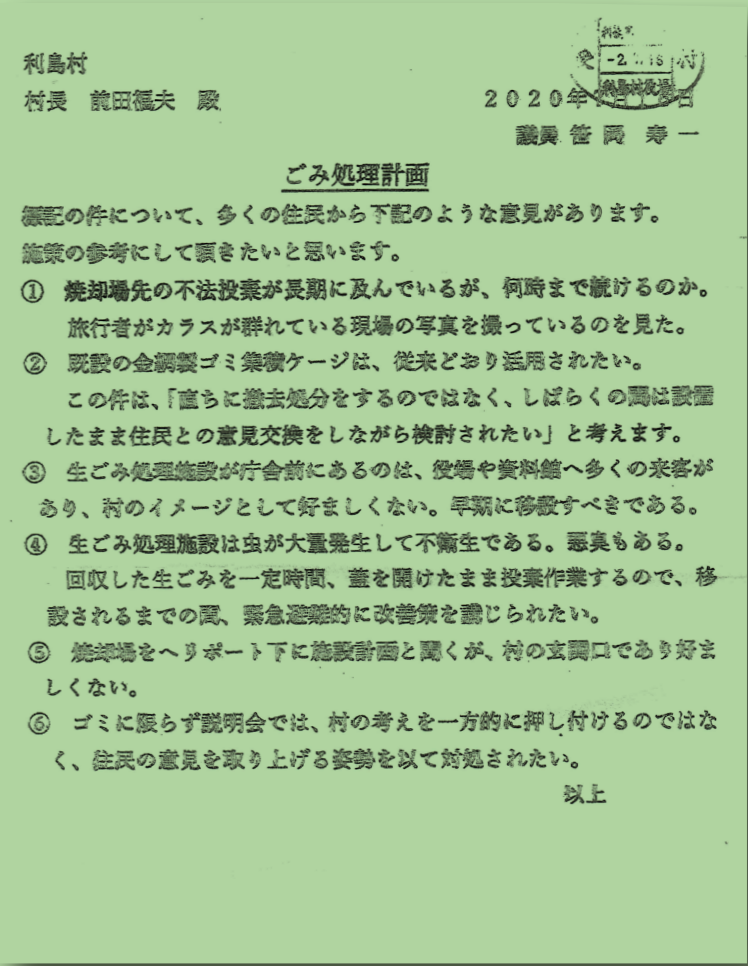 利島村
村長　前田福夫　殿
受 村
-2.
利島村役場
２０２０年
議員 笹 岡　寿 一
ごみ処理計画
標記の件について、多くの住民から下記のような意見があります。
施策の参考にして頂きたいと思います。
①　焼却場先の不法投棄が長期に及んでいるが、何時まで続けるのか。
旅行者がカラスが群れている現場の写真を撮っているのを見た。
②　既設の金網製ゴミ集積ケージは、従来どおり活用されたい。
この件は、「直ちに撤去処分をするのではなく、しばらくの間は設置
したまま住民との意見交換をしながら検討されたい」と考えます。
③　生ごみ処理施設が庁舎前にあるのは、役場や資料館へ多くの来客が
あり、村のイメージとして好ましくない。早期に移設すべきである。
④　生ごみ処理施設は虫が大量発生して不衛生である。悪臭もある。
回収した生ごみを一定時間、蓋を開けたまま投棄作業するので、移
設されるまでの間、緊急避難的に改善策を講じられたい。
⑤　焼却場をヘリポート下に施設計画と聞くが、村の玄関口であり好ま
しくない。
⑥　ゴミに限らず説明会では、村の考えを一方的に押し付けるのではな
く、住民の意見を取り上げる姿勢を以て対処されたい。
以上